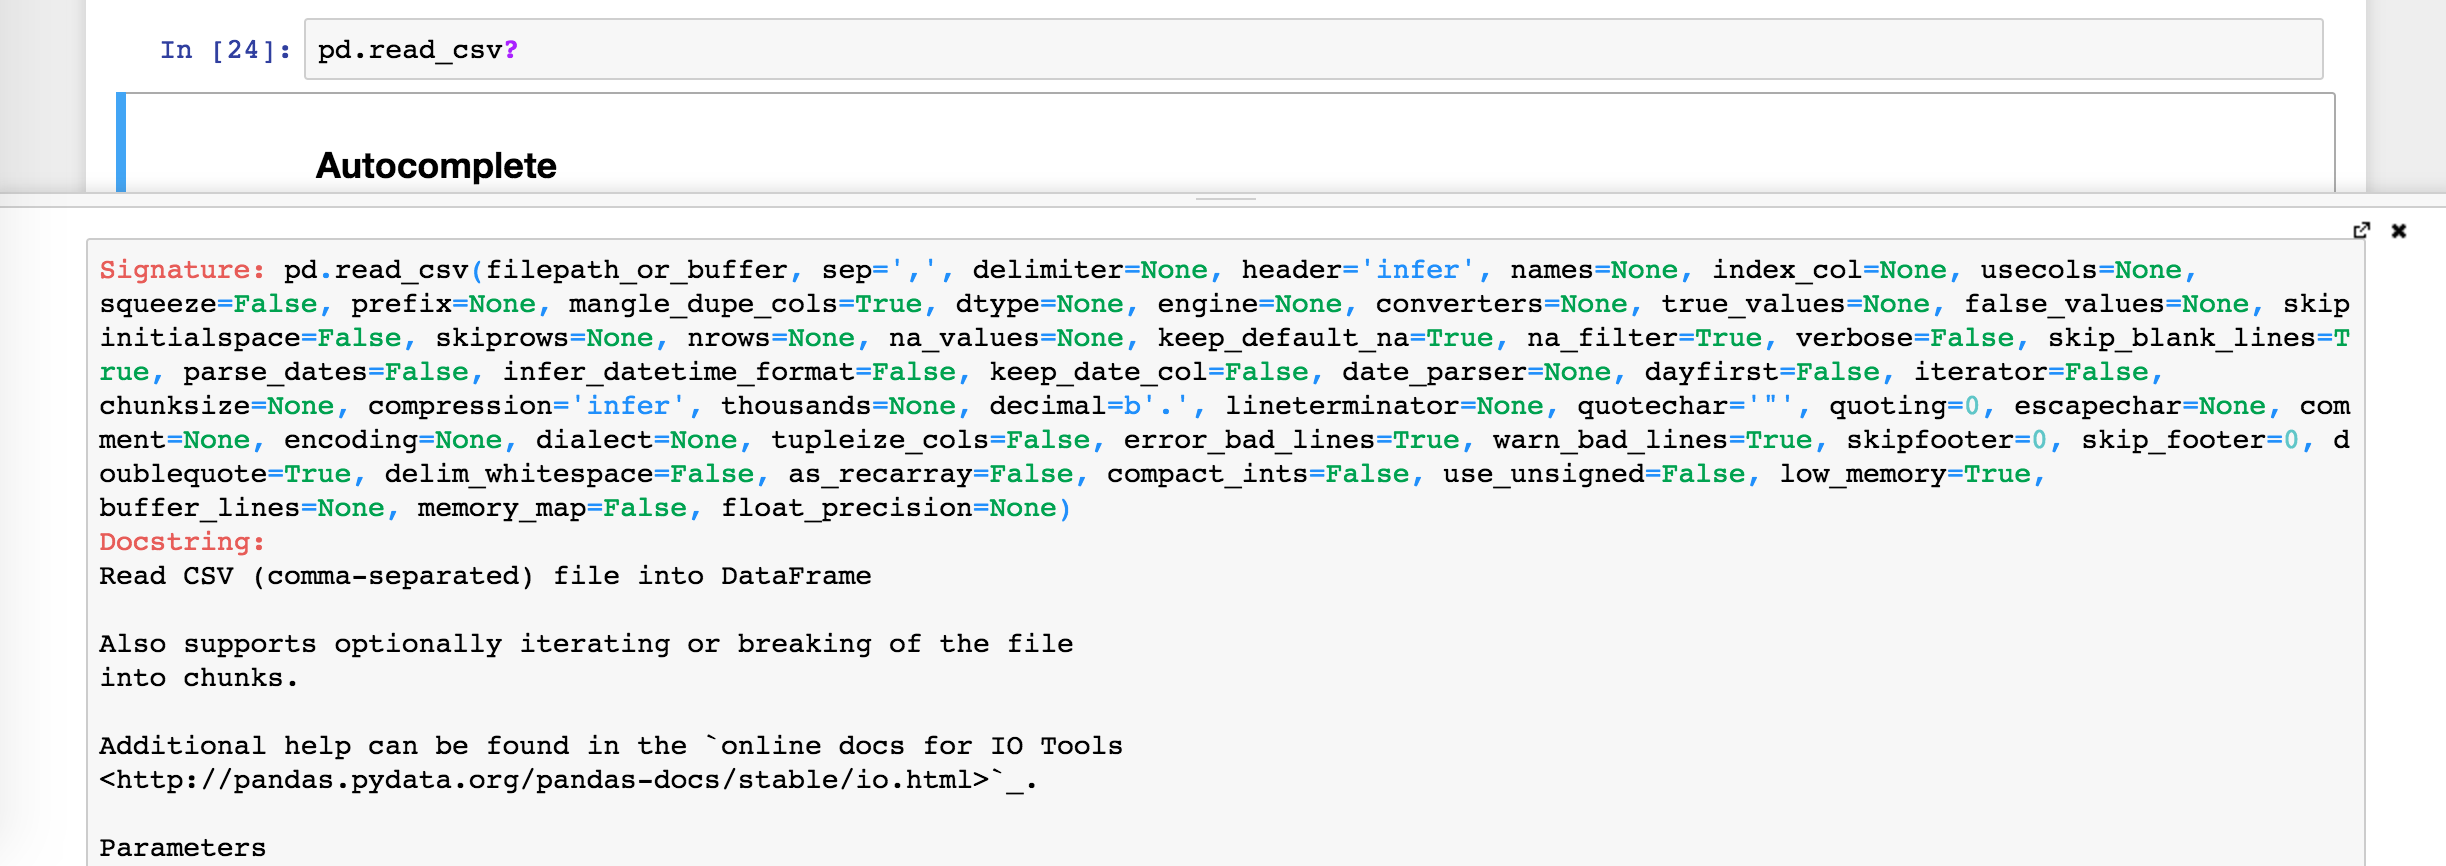 In [24]: pd.read_csv?
Autocomplete
Signature: pd.read_csv(filepath_or_buffer, sep=',', delimiter=None, header='infer', names=None, index_col=None, usecols=None,
squeeze=False, prefix=None, mangle_dupe_cols=True, dtype=None, engine=None, converters=None, true_values=None, false_values=None, skip
initialspace=False, skiprows=None, nrows=None, na_values=None, keep_default_na=True, na_filter=True, verbose=False, skip_blank_lines=T
rue, parse_dates=False, infer_datetime_format=False, keep_date_col=False, date_parser=None, dayfirst=False, iterator=False,
chunksize=None, compression='infer', thousands=None, decimal=b'.', lineterminator=None, quotechar='"', quoting=0, escapechar=None, com
ment=None, encoding=None, dialect=None, tupleize_cols=False, error_bad_lines=True, warn_bad_lines=True, skipfooter=0, skip_footer=0, d
oublequote=True, delim_whitespace=False, as_recarray=False, compact_ints=False, use_unsigned=False, low_memory=True,
buffer_lines=None, memory_map=False, float_precision=None)
Docstring:
Read CSV (comma-separated) file into DataFrame
Also supports optionally iterating or breaking of the file
into chunks.
Additional help can be found in the `online docs for IO Tools
<http://pandas.pydata.org/pandas-docs/stable/io.html>`_.
Parameters